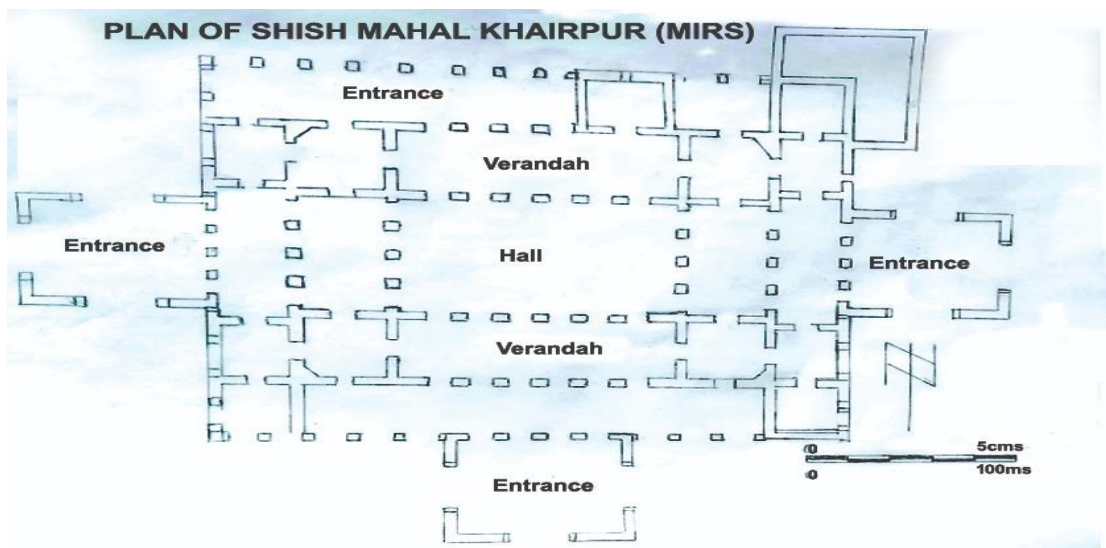 PLAN OF SHISH MAHAL KHAIRPUR (MIRS)
Entrance
Verandah
Entrance
Hall
Entrance
Verandah
0 5cms
0 100ms
Entrance